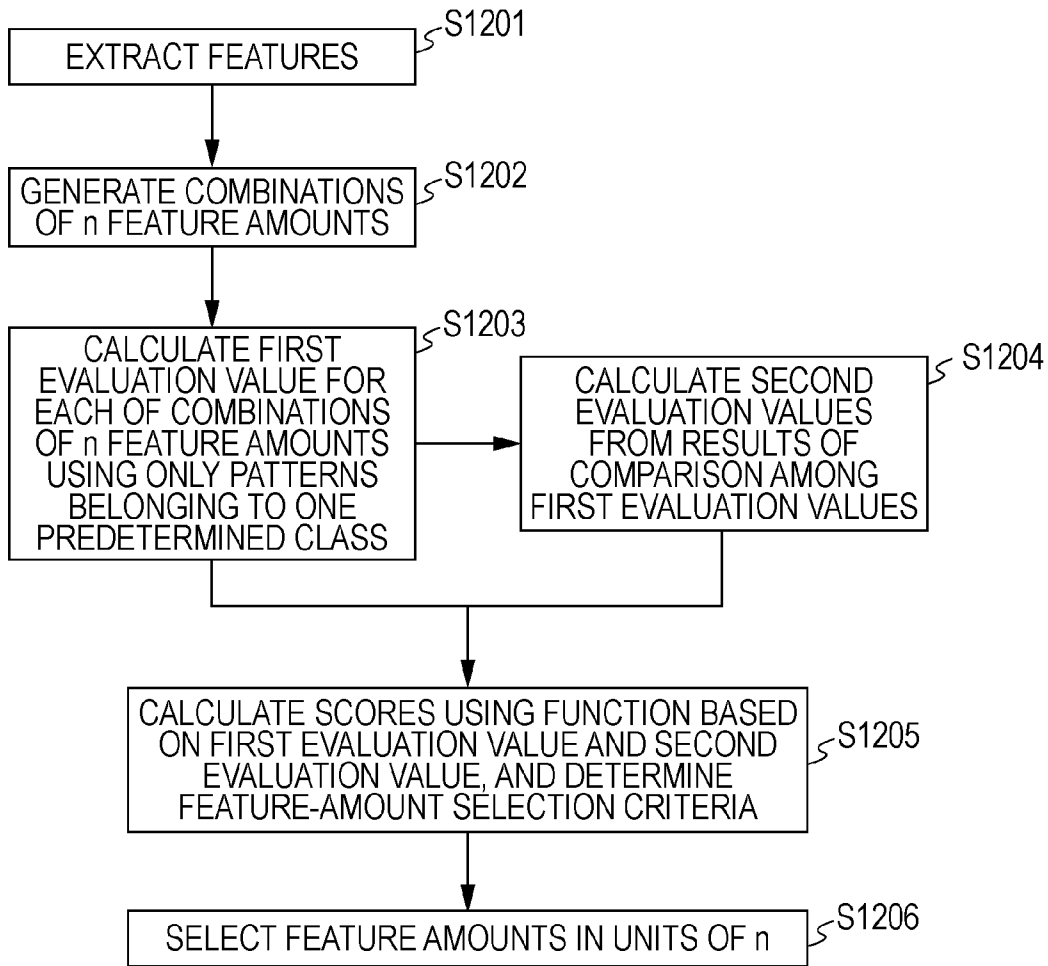 S1201
EXTRACT FEATURES
S1202
GENERATE COMBINATIONS
OF n FEATURE AMOUNTS
S1203
CALCULATE FIRST
EVALUATION VALUE FOR
EACH OF COMBINATIONS
OF n FEATURE AMOUNTS
USING ONLY PATTERNS
BELONGING TO ONE
PREDETERMINED CLASS
S1204
CALCULATE SECOND
EVALUATION VALUES
FROM RESULTS OF
COMPARISON AMONG
FIRST EVALUATION VALUES
CALCULATE SCORES USING FUNCTION BASED
ON FIRST EVALUATION VALUE AND SECOND
EVALUATION VALUE, AND DETERMINE
FEATURE-AMOUNT SELECTION CRITERIA
S1205
SELECT FEATURE AMOUNTS IN UNITS OF n
S1206